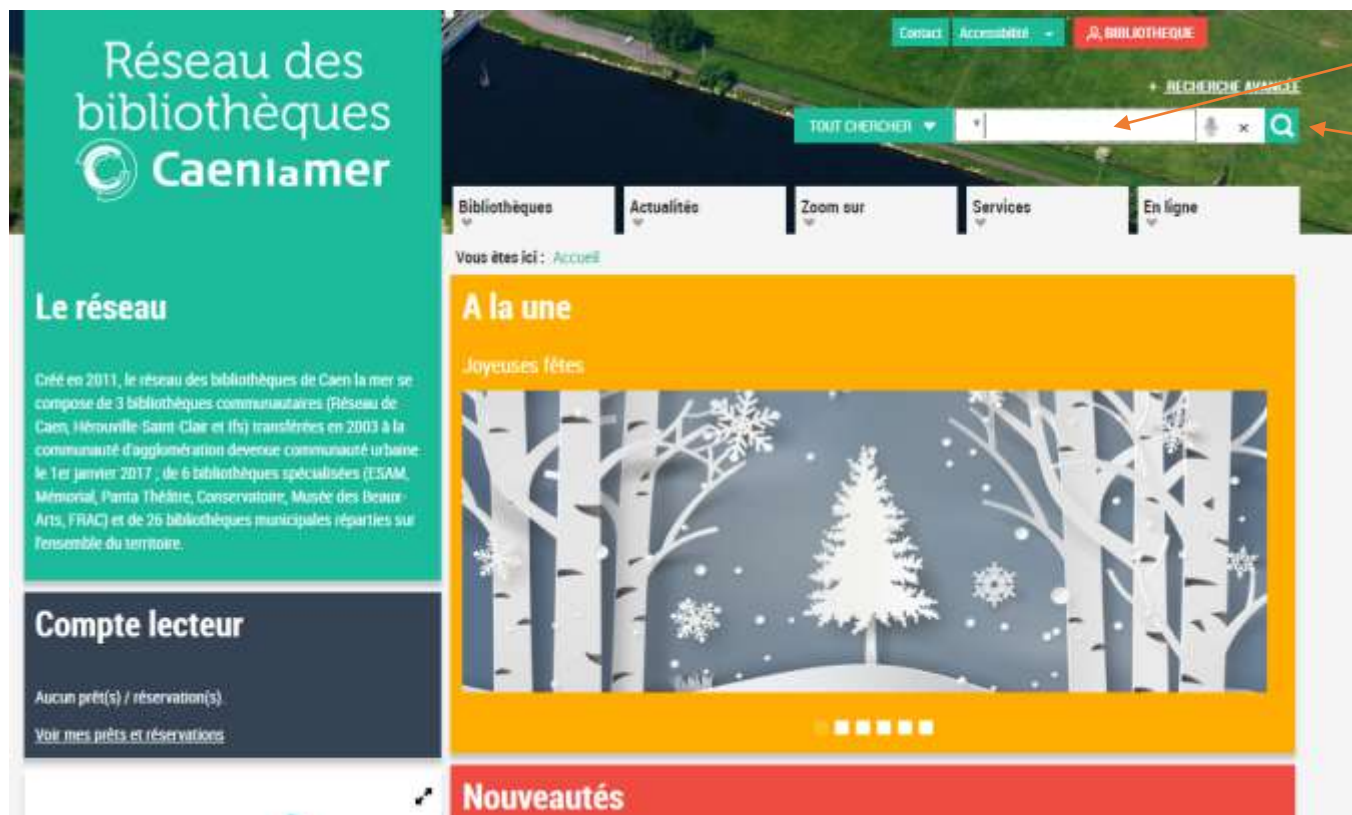 Réseau des
bibliothèques
Caenlamer
Contact
Accessibilité
BIBLIOTHEQUE
+ RECHERCHE AVANCÉE
TOUT CHERCHER
*
×
Bibliothèques
Actualités
Zoom sur
Services
En ligne
Vous êtes ici : Accueil
Le réseau
Créé en 2011, le réseau des bibliothèques de Caen la mer se
compose de 3 bibliothèques communautaires (Réseau de
Caen, Hérouville-Saint-Clair et Ifs) transférées en 2003 à la
communauté d'agglomération devenue communauté urbaine
le 1er janvier 2017 , de 6 bibliothèques spécialisées (ESAM,
Mémorial, Panta Théâtre, Conservatoire, Musée des Beaux-
Arts, FRAC) et de 26 bibliothèques municipales réparties sur
l'ensemble du territoire.
Compte lecteur
Aucun prêt(s) / réservation(s).
Voir mes prêts et réservations
A la une
Joyeuses fêtes
Nouveautés